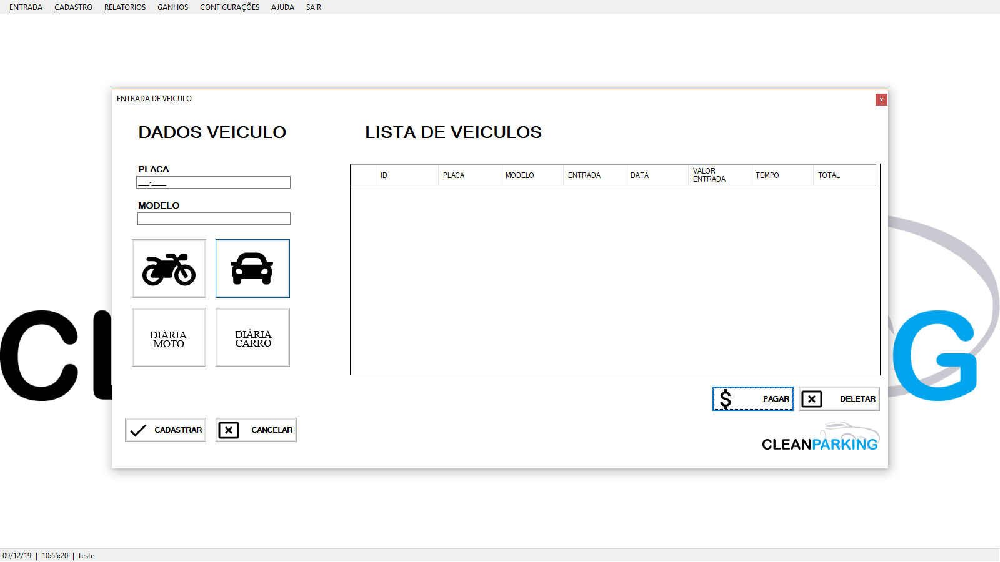 ENTRADA CADASTRO RELATORIOS GANHOS CONFIGURAÇÕES AJUDA SAIR
ENTRADA DE VEICULO
x
DADOS VEICULO
LISTA DE VEICULOS
PLACA
___-____
MODELO
ID PLACA MODELO ENTRADA DATA VALOR ENTRADA TEMPO TOTAL
DIÁRIA
MOTO
DIÁRIA
CARRO
CL
G
$ PAGAR
DELETAR
CADASTRAR
CANCELAR
CLEANPARKING
09/12/19 | 10:55:20 | teste